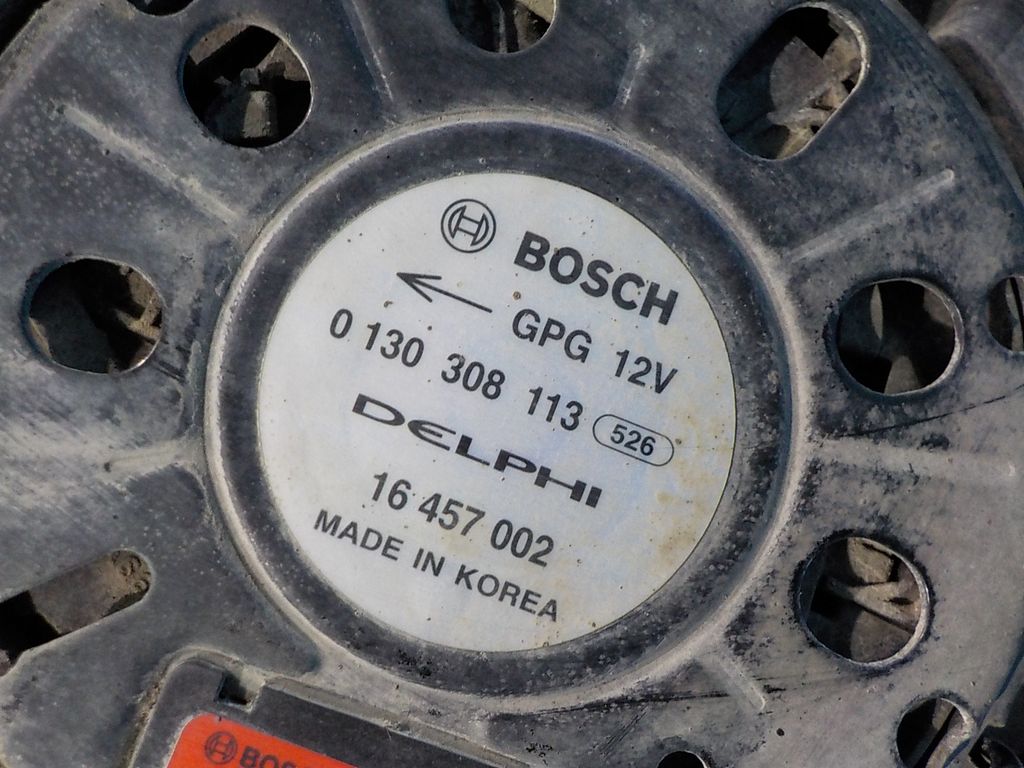 BOSCH
GPG 12V
0 130 308 113 526
DELPHI
16 457 002
MADE IN KOREA